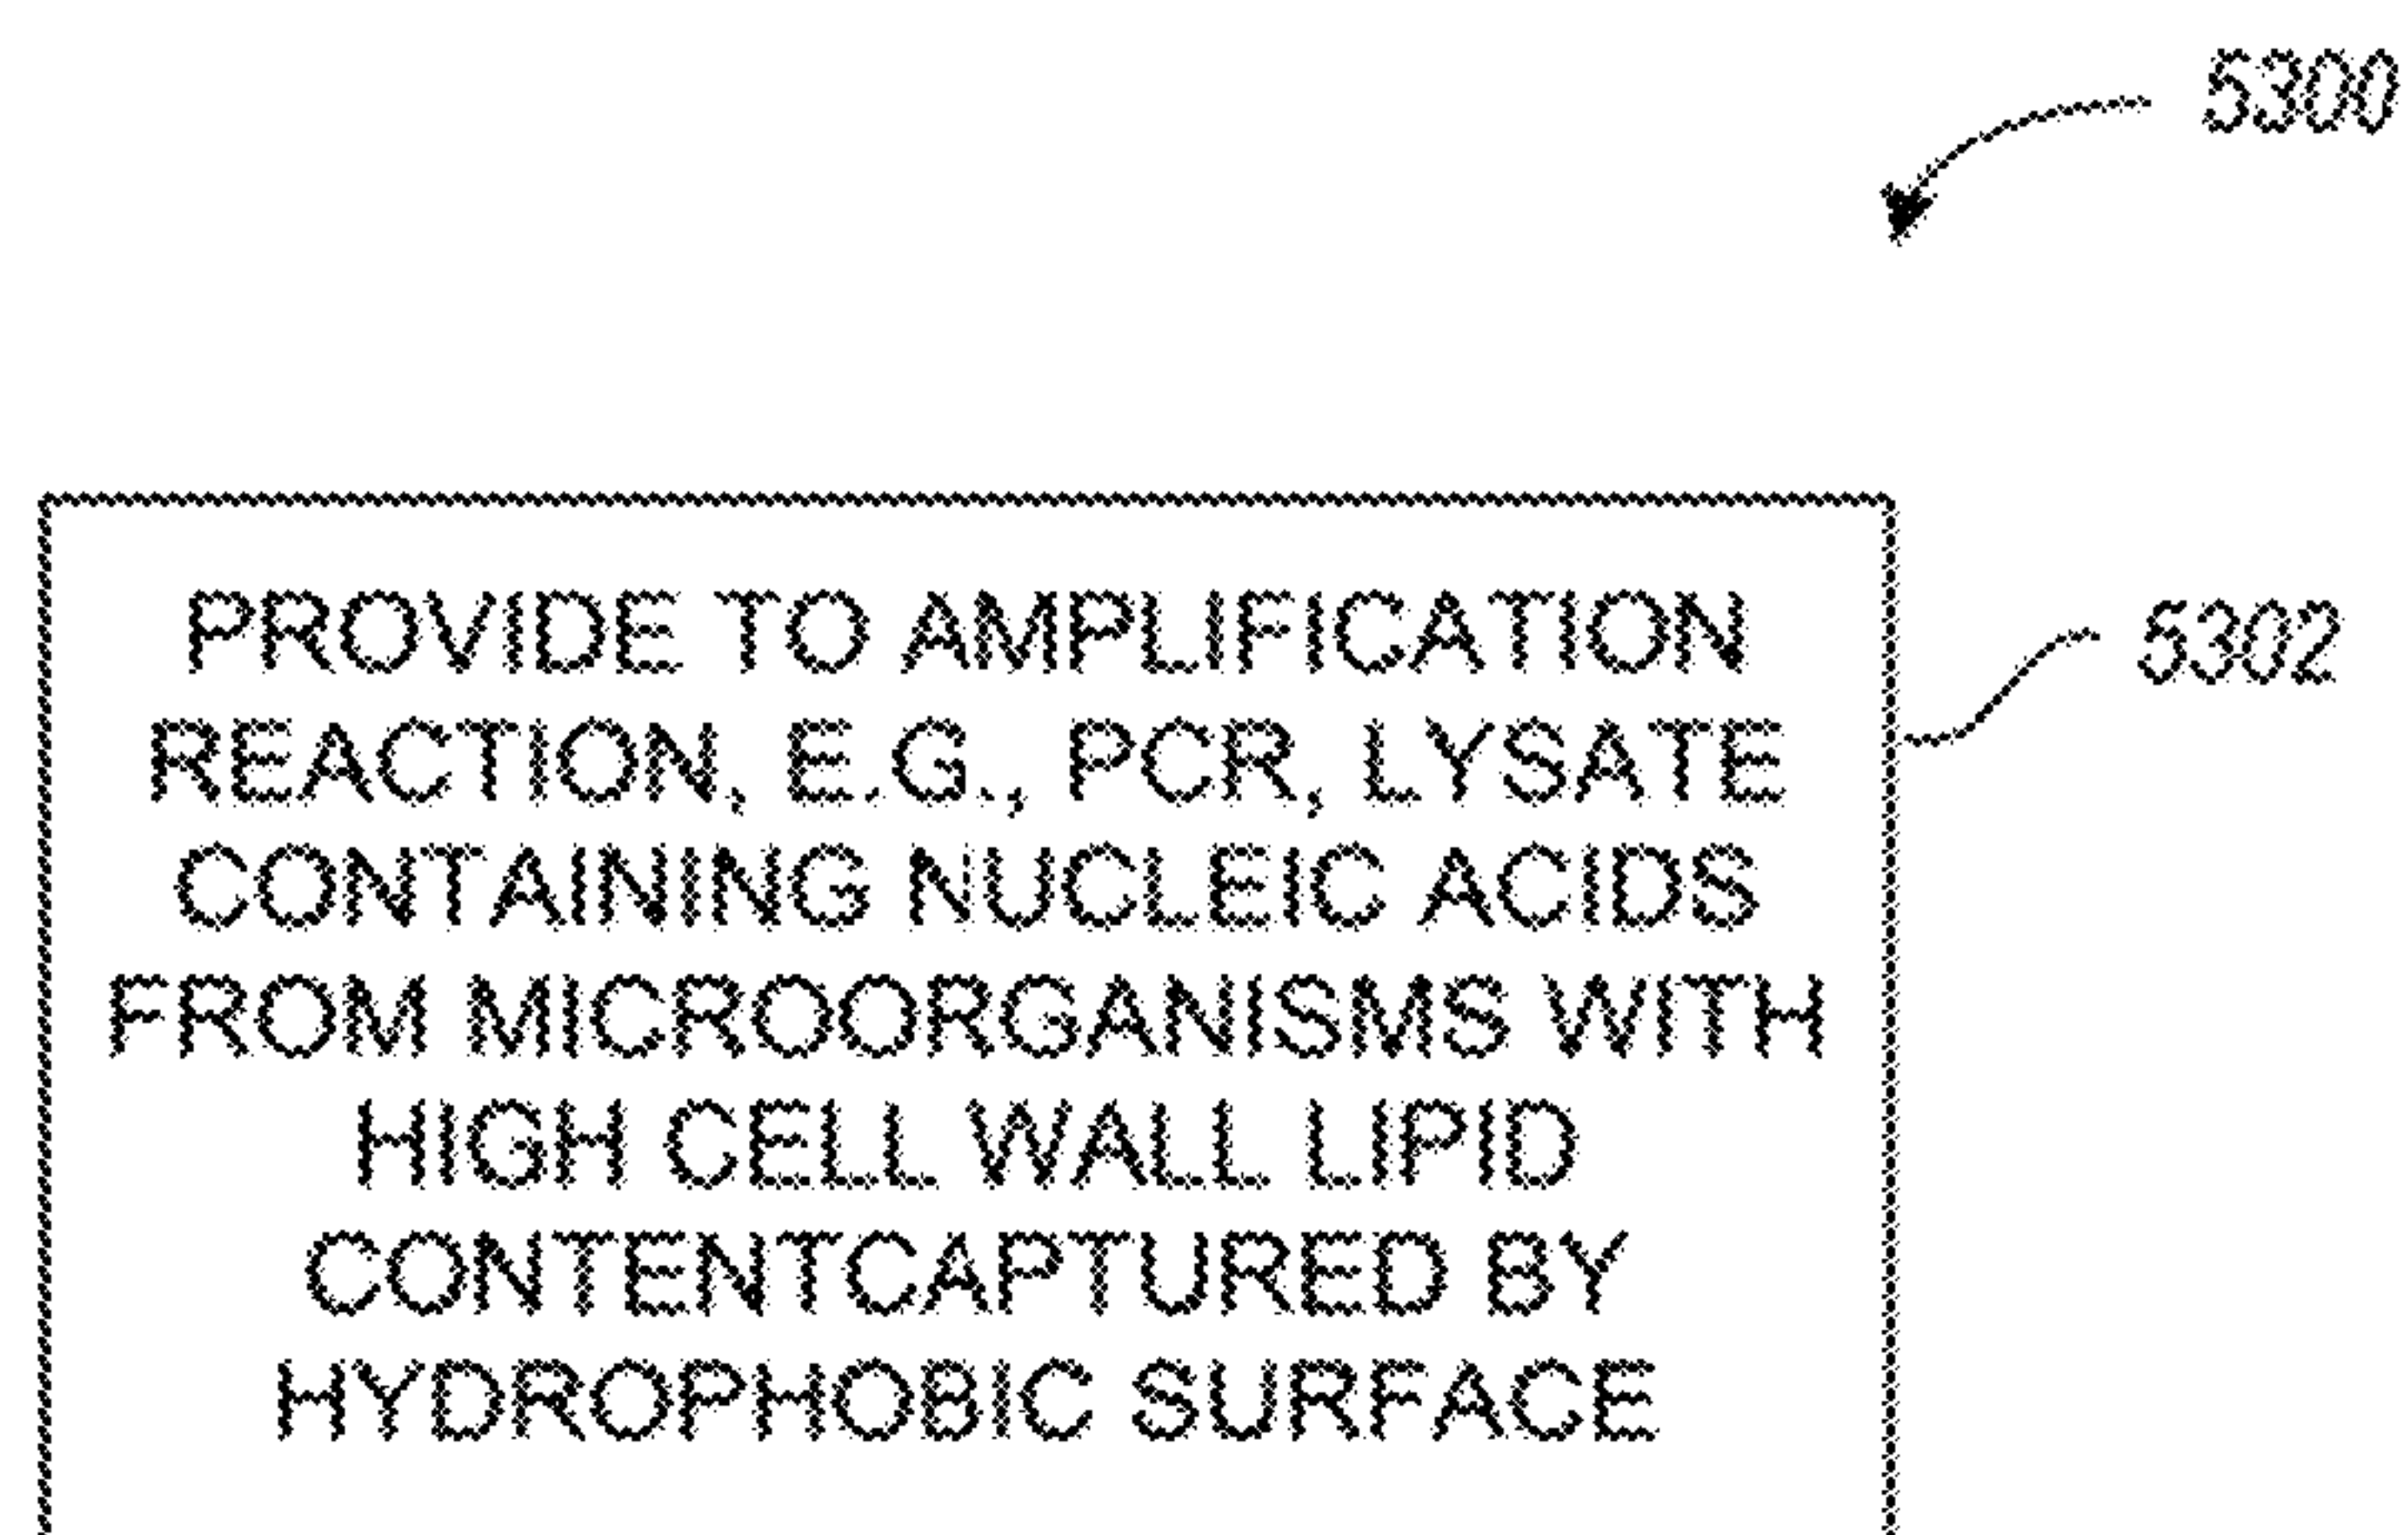 5300
PROVIDE TO AMPLIFICATION
5302
REACTION, E.G., PCR, LYSATE
CONTAINING NUCLEIC ACIDS
FROM MICROORGANISMS WITH
HIGH CELL WALL LIPID
CONTENTCAPTURED BY
HYDROPHOBIC SURFACE